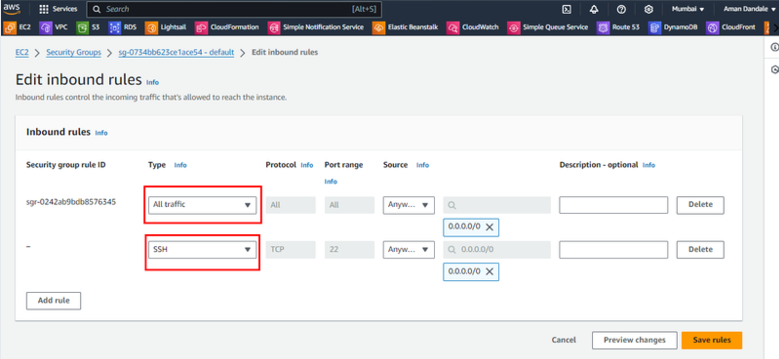 aws Services Search [Alt+S] Mumbai ▼ Aman Dandale ▼
EC2 VPC S3 RDS Lightsail CloudFormation Simple Notification Service Elastic Beanstalk CloudWatch Simple Queue Service Route 53 DynamoDB CloudFront
EC2 > Security Groups > sg-0734bb623ce1ace54 - default > Edit inbound rules
Edit inbound rules Info
Inbound rules control the incoming traffic that's allowed to reach the instance.
Inbound rules Info
Security group rule ID Type Info Protocol Info Port range Info Source Info Description - optional Info
sgr-0242ab9bdb8576345 All traffic All All Anyw... Delete
0.0.0.0/0 X
– SSH TCP 22 Anyw... 0.0.0.0/0 Delete
0.0.0.0/0 X
Add rule
Cancel Preview changes Save rules